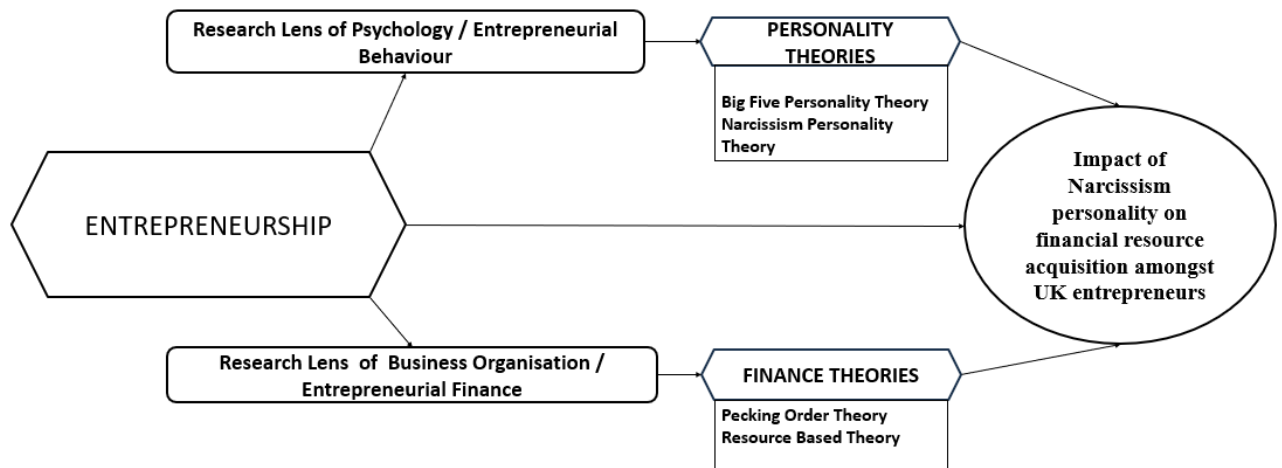 Research Lens of Psychology / Entrepreneurial
Behaviour
PERSONALITY
THEORIES
Big Five Personality Theory
Narcissism Personality
Theory
ENTREPRENEURSHIP
Impact of
Narcissism
personality on
financial resource
acquisition amongst
UK entrepreneurs
Research Lens of Business Organisation /
Entrepreneurial Finance
FINANCE THEORIES
Pecking Order Theory
Resource Based Theory